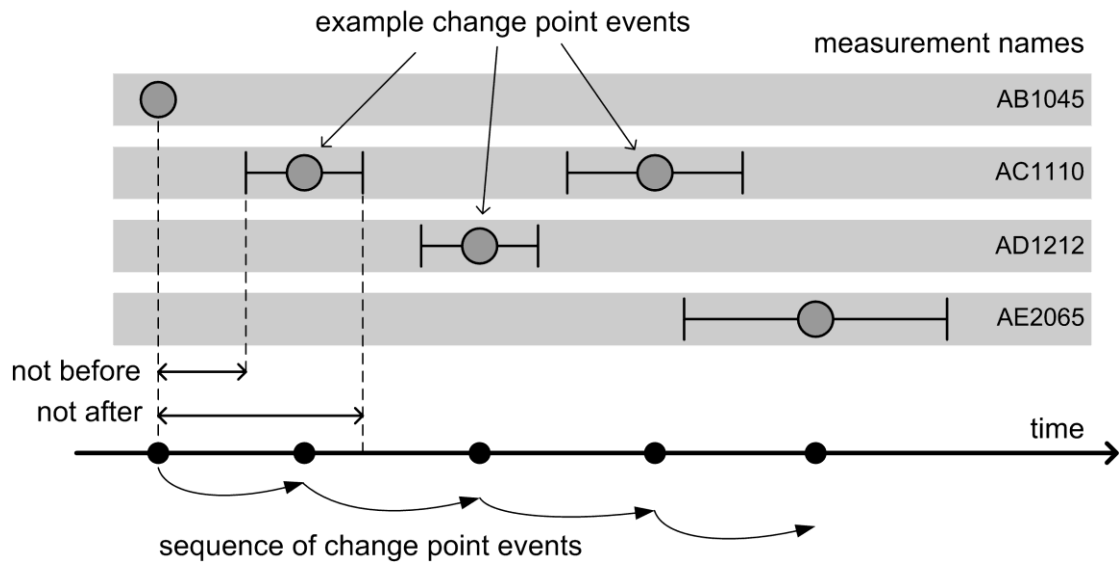 example change point events
measurement names
AB1045
AC1110
AD1212
AE2065
not before
not after
time
sequence of change point events